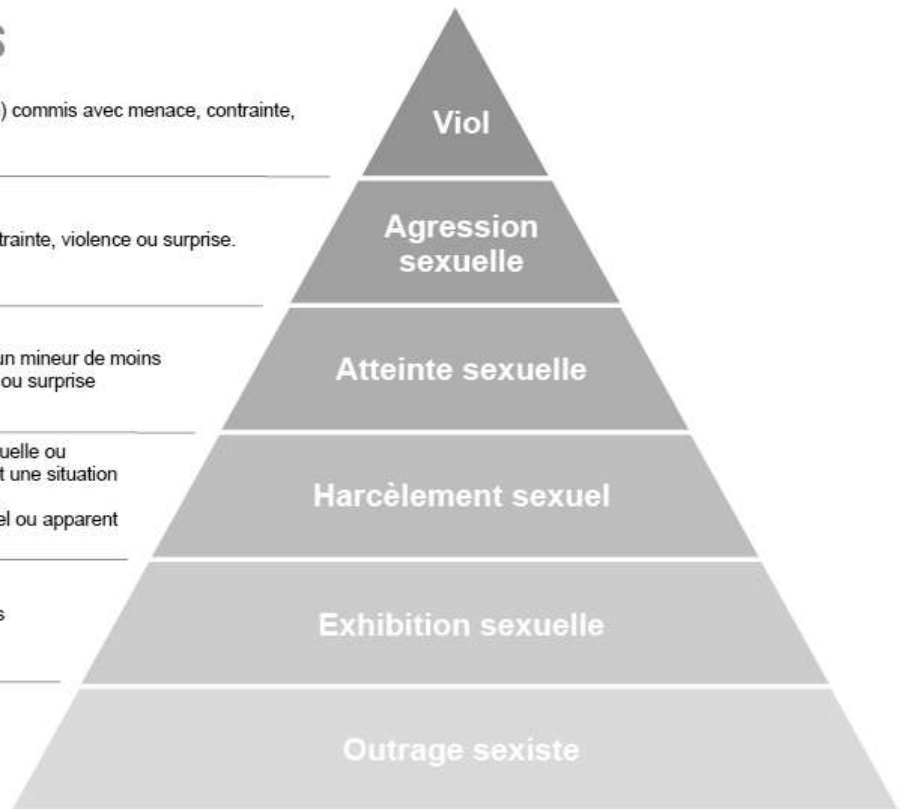 S
) commis avec menace, contrainte,
Viol
trainte, violence ou surprise.
Agression
sexuelle
un mineur de moins
ou surprise
Atteinte sexuelle
uelle ou
t une situation
el ou apparent
Harcèlement sexuel
s
Exhibition sexuelle
Outrage sexiste